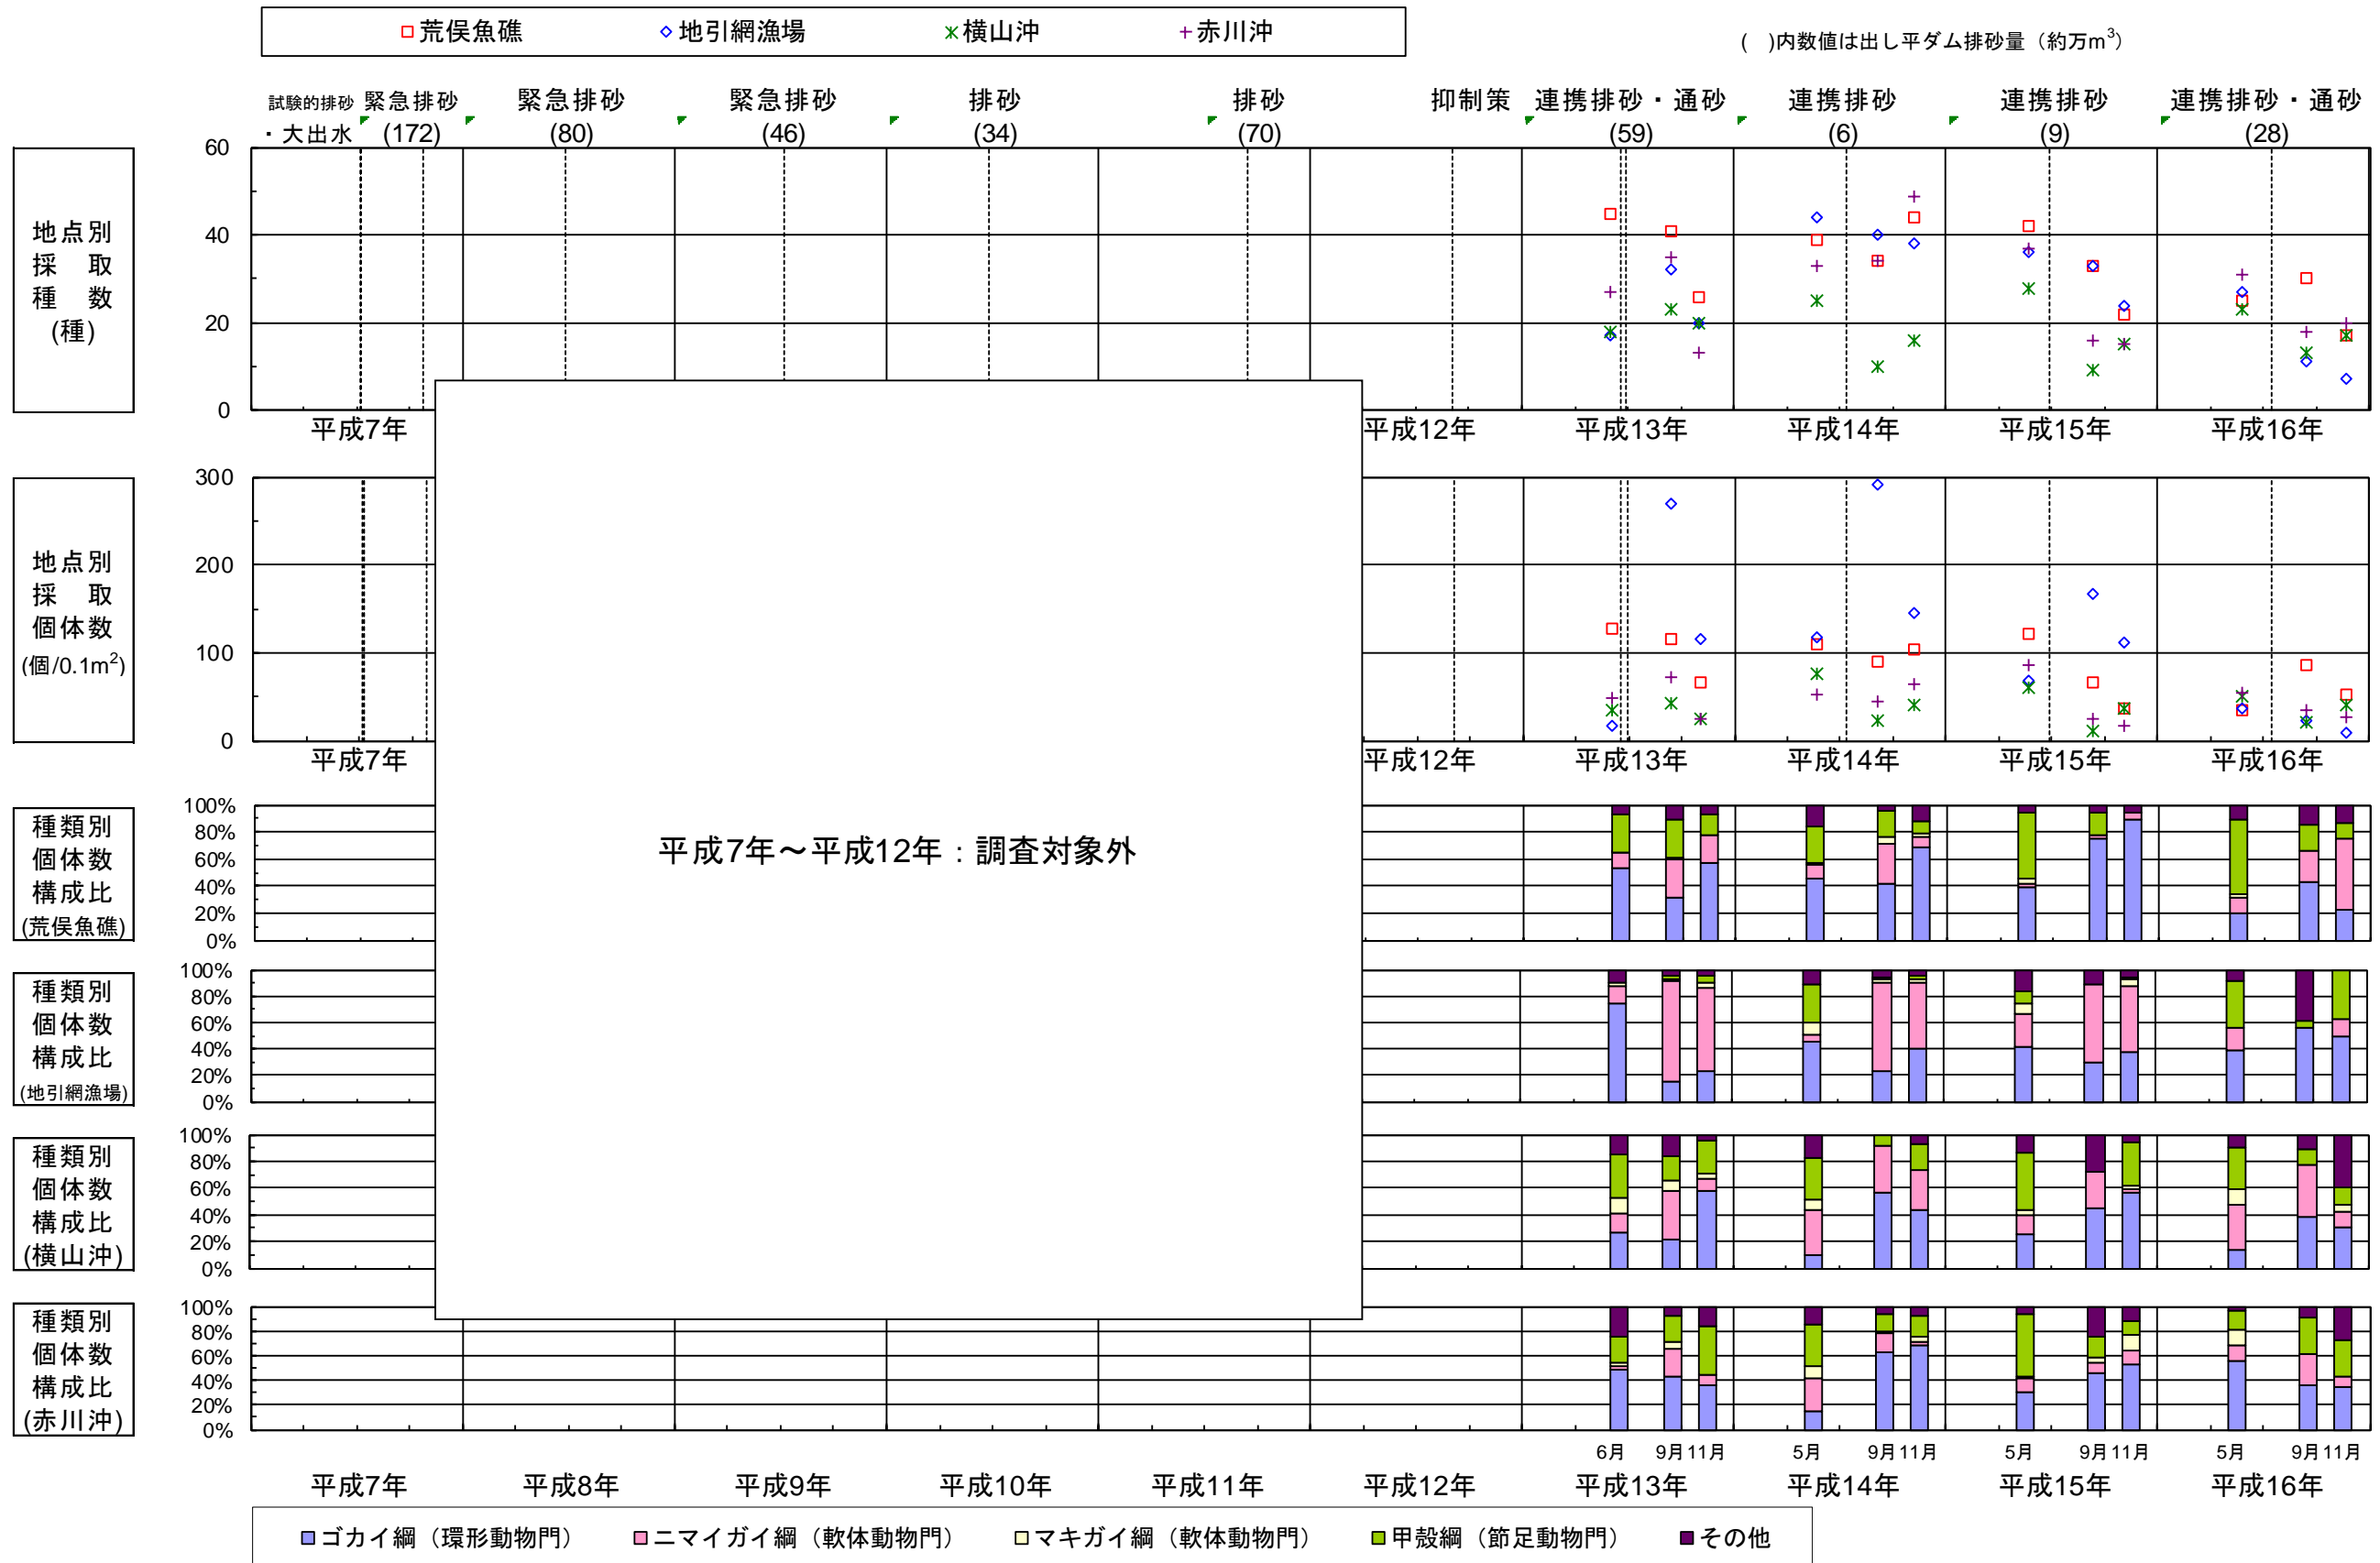 荒俣魚礁 地引網漁場 横山沖 赤川沖
( )内数値は出し平ダム排砂量（約万m³）
試験的排砂 緊急排砂 緊急排砂 緊急排砂 排砂 排砂 抑制策 連携排砂・通砂 連携排砂 連携排砂 連携排砂・通砂
・大出水 (172) (80) (46) (34) (70) (59) (6) (9) (28)
地点別
採 取
種 数
(種)
60
40
20
0
平成7年 平成12年 平成13年 平成14年 平成15年 平成16年
地点別
採 取
個体数
(個/0.1m²)
300
200
100
0
平成7年 平成12年 平成13年 平成14年 平成15年 平成16年
種類別
個体数
構成比
(荒俣魚礁)
100%
80%
60%
40%
20%
0%
平成7年～平成12年：調査対象外
種類別
個体数
構成比
(地引網漁場)
100%
80%
60%
40%
20%
0%
種類別
個体数
構成比
(横山沖)
100%
80%
60%
40%
20%
0%
種類別
個体数
構成比
(赤川沖)
100%
80%
60%
40%
20%
0%
6月 9月 11月 5月 9月 11月 5月 9月 11月 5月 9月 11月
平成7年 平成8年 平成9年 平成10年 平成11年 平成12年 平成13年 平成14年 平成15年 平成16年
ゴカイ綱（環形動物門） ニマイガイ綱（軟体動物門） マキガイ綱（軟体動物門） 甲殻綱（節足動物門） その他